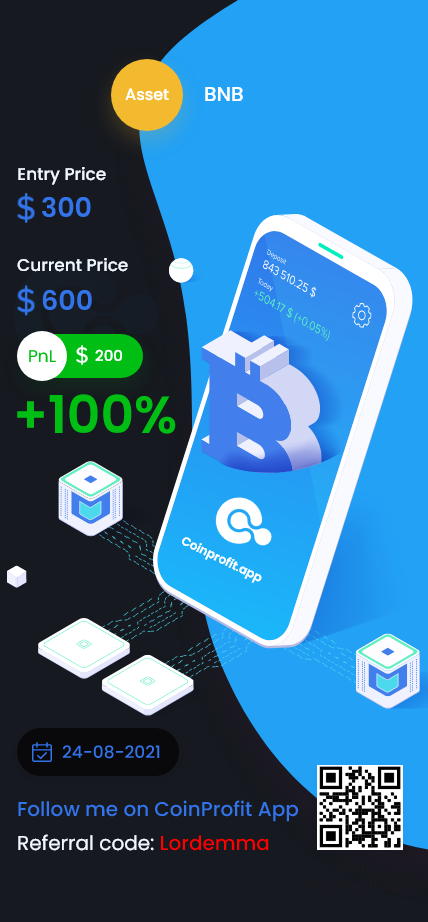 Asset
BNB
Entry Price
$ 300
Current Price
$ 600
PnL $ 200
+100%
Deposit
843 510.25 $
Today
+504.17 $ (+0.05%)
Coinprofit.app
24-08-2021
Follow me on CoinProfit App
Referral code: Lordemma